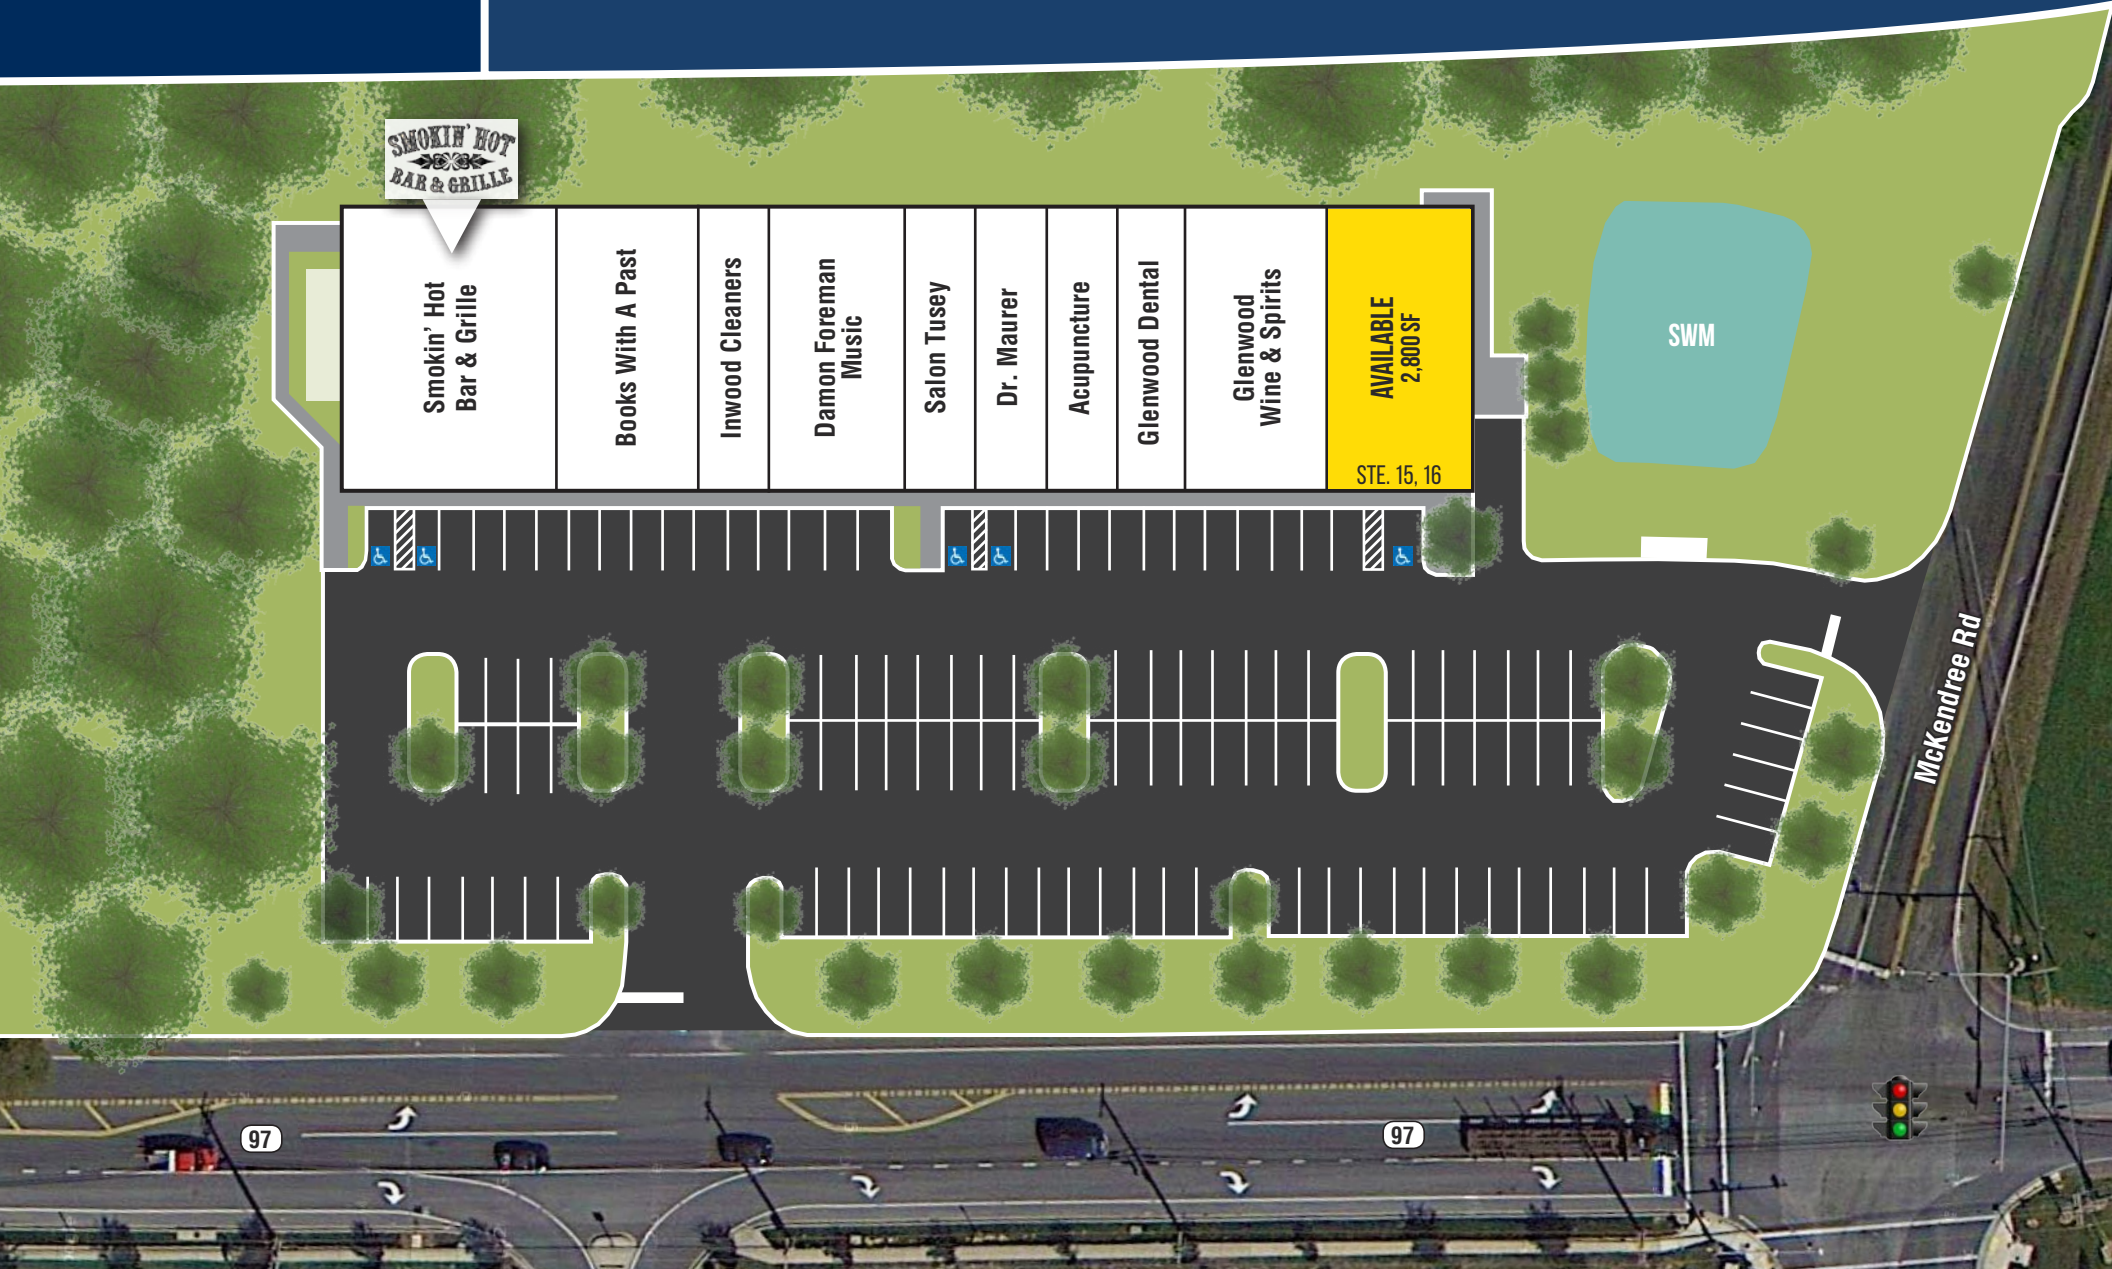 SMOKIN' HOT
BAR & GRILLE
Smokin' Hot
Bar & Grille
Books With A Past
Inwood Cleaners
Damon Foreman
Music
Salon Tusey
Dr. Maurer
Acupuncture
Glenwood Dental
Glenwood
Wine & Spirits
AVAILABLE
2,800 SF
STE. 15, 16
SWM
McKendree Rd
97
97